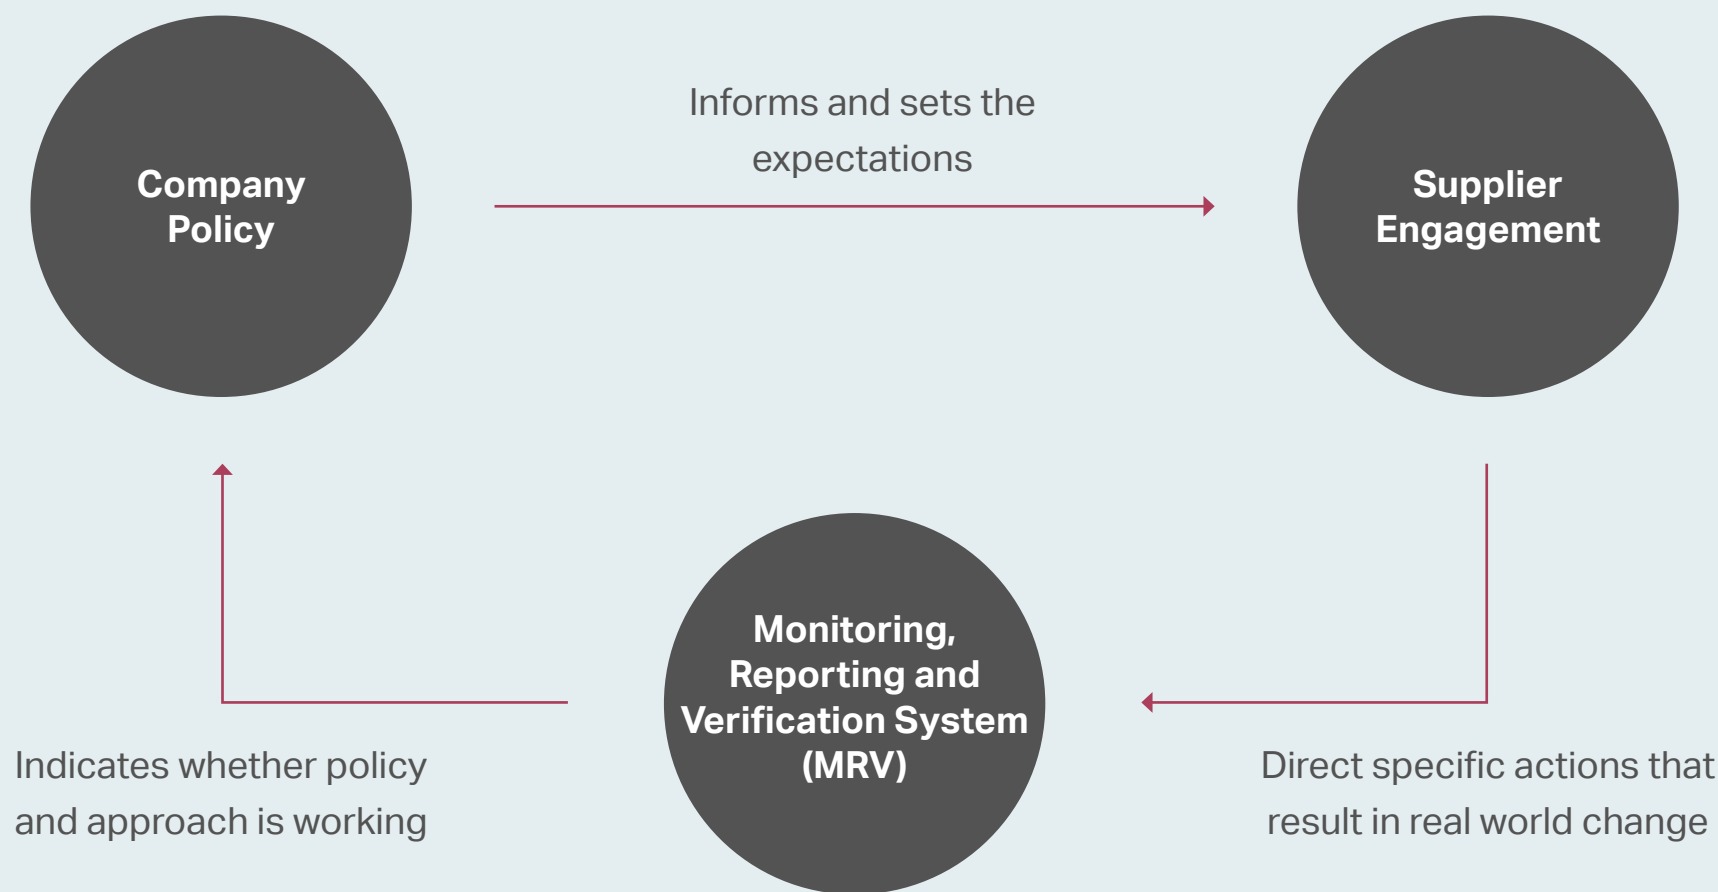 Company
Policy
Informs and sets the
expectations
Supplier
Engagement
Monitoring,
Reporting and
Verification System
(MRV)
Indicates whether policy
and approach is working
Direct specific actions that
result in real world change